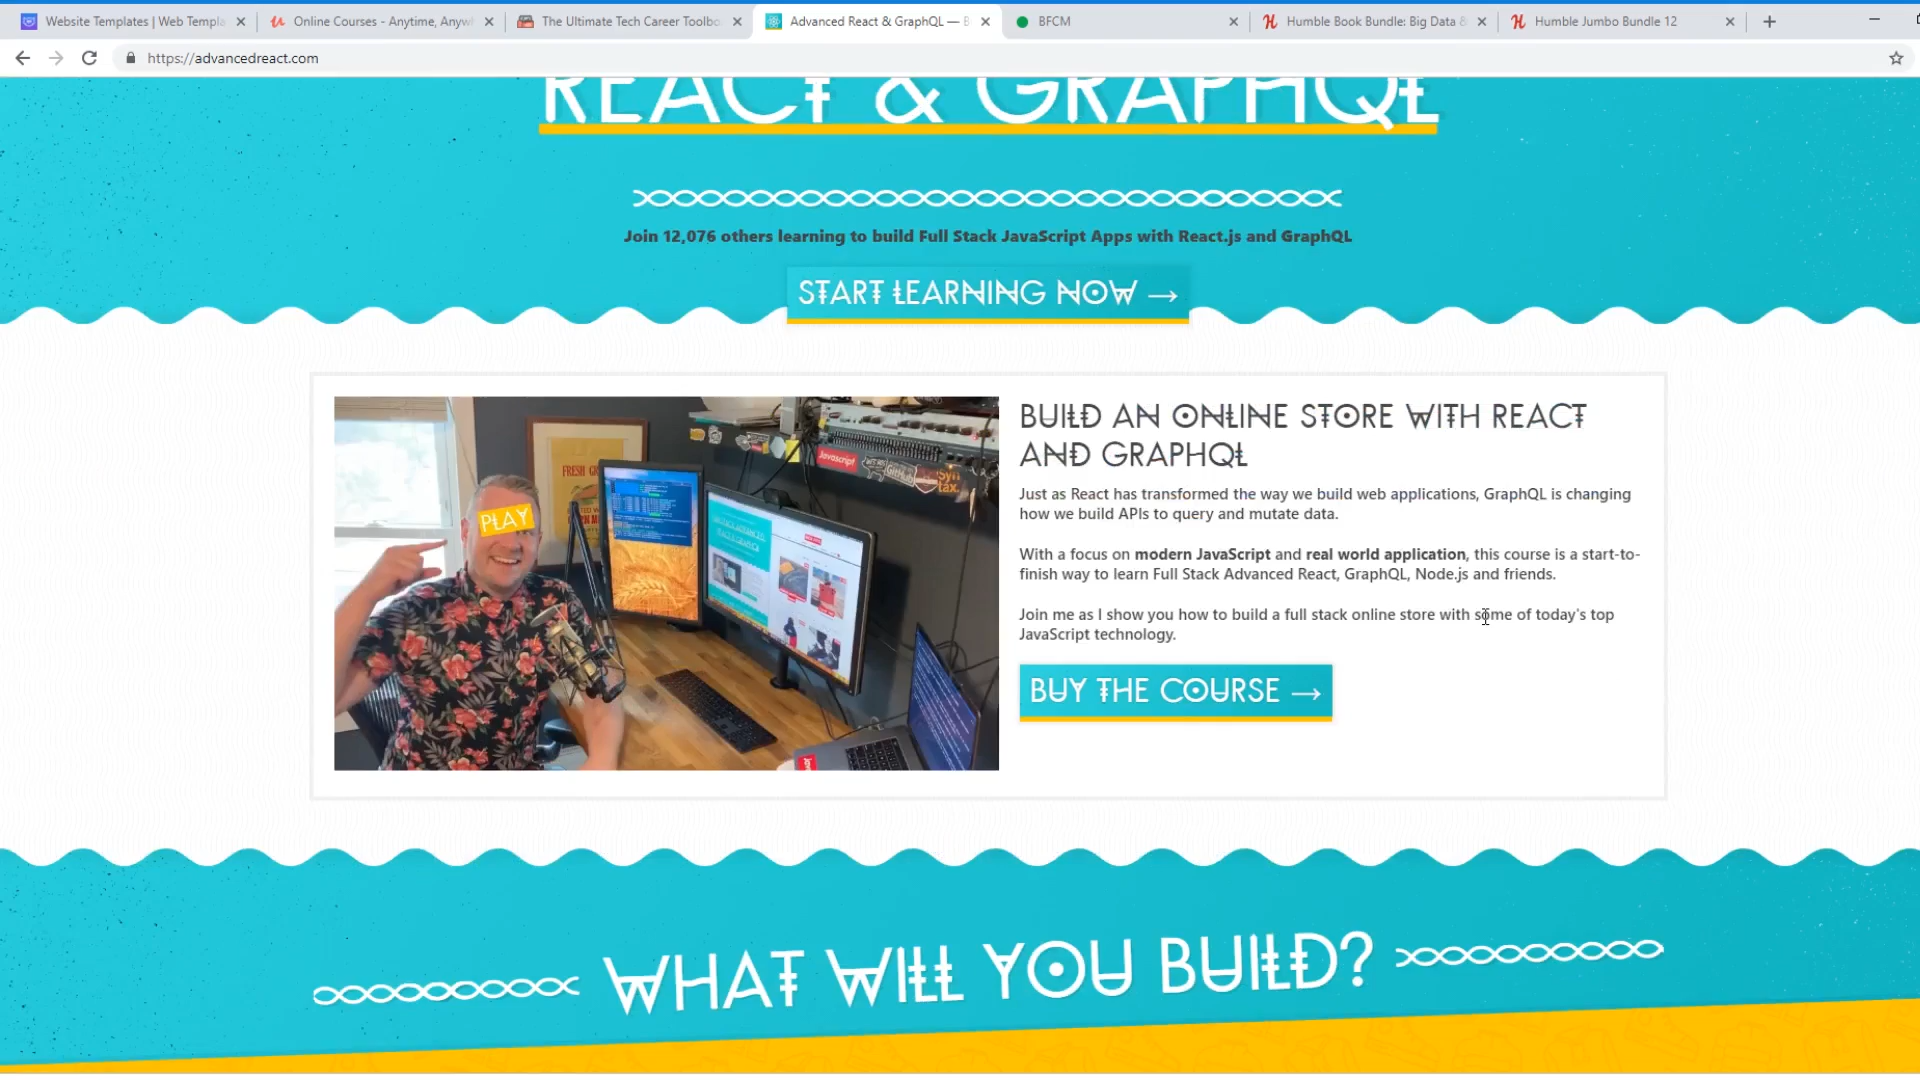 Website Templates | Web Templa
Online Courses - Anytime, Anyw
The Ultimate Tech Career Toolbo
Advanced React & GraphQL — B
BFCM
Humble Book Bundle: Big Data &
Humble Jumbo Bundle 12
https://advancedreact.com
REACT & GRAPHQL
Join 12,076 others learning to build Full Stack JavaScript Apps with React.js and GraphQL
START LEARNING NOW →
PLAY
FRESH
Javascript
GitHub
Syn
tax.
BUILD AN ONLINE STORE WITH REACT
AND GRAPHQL
Just as React has transformed the way we build web applications, GraphQL is changing
how we build APIs to query and mutate data.
With a focus on modern JavaScript and real world application, this course is a start-to-
finish way to learn Full Stack Advanced React, GraphQL, Node.js and friends.
Join me as I show you how to build a full stack online store with some of today's top
JavaScript technology.
BUY THE COURSE →
WHAT WILL YOU BUILD?